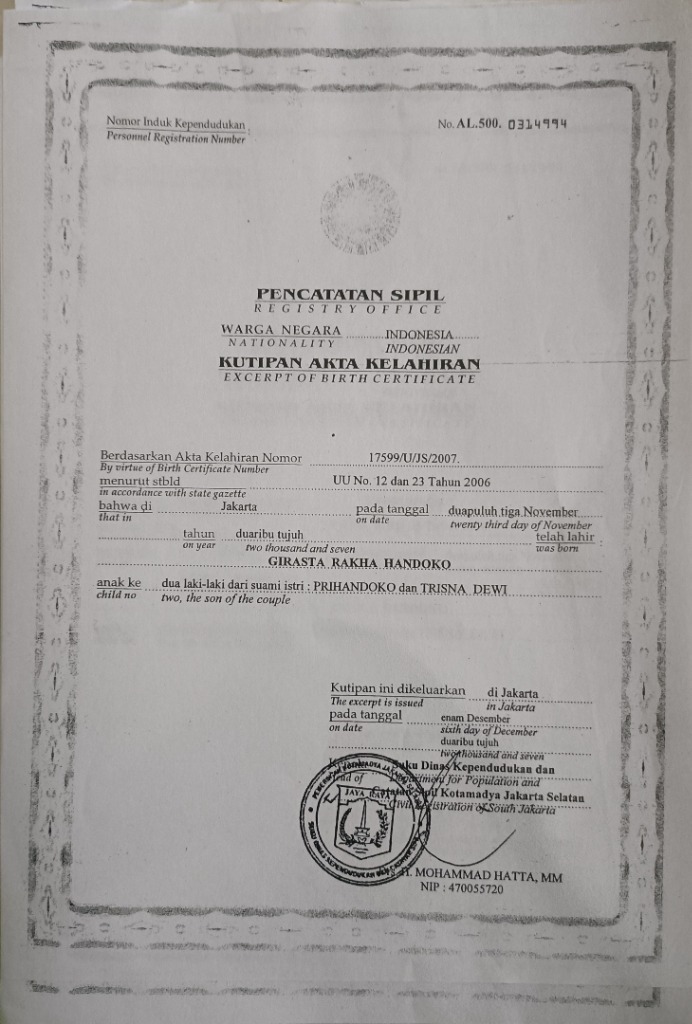 Nomor Induk Kependudukan :
Personnel Registration Number
No. AL.500. 0314994
PENCATATAN SIPIL
REGISTRY OFFICE
WARGA NEGARA INDONESIA
NATIONALITY INDONESIAN
KUTIPAN AKTA KELAHIRAN
EXCERPT OF BIRTH CERTIFICATE
Berdasarkan Akta Kelahiran Nomor 17599/U/JS/2007.
By virtue of Birth Certificate Number
menurut stbld UU No. 12 dan 23 Tahun 2006
in accordance with state gazette
bahwa di Jakarta pada tanggal duapuluh tiga November
that in on date twenty third day of November
tahun duaribu tujuh telah lahir :
on year two thousand and seven was born
GIRASTA RAKHA HANDOKO
anak ke dua laki-laki dari suami istri : PRIHANDOKO dan TRISNA DEWI
child no two, the son of the couple
Kutipan ini dikeluarkan di Jakarta
The excerpt is issued in Jakarta
pada tanggal enam Desember
on date sixth day of December
duaribu tujuh
twothousand and seven
Suku Dinas Kependudukan dan
Head of Department for Population and
Catatan Sipil Kotamadya Jakarta Selatan
Civil Registration of South Jakarta
JAYA RAYA
H. MOHAMMAD HATTA, MM
NIP : 470055720